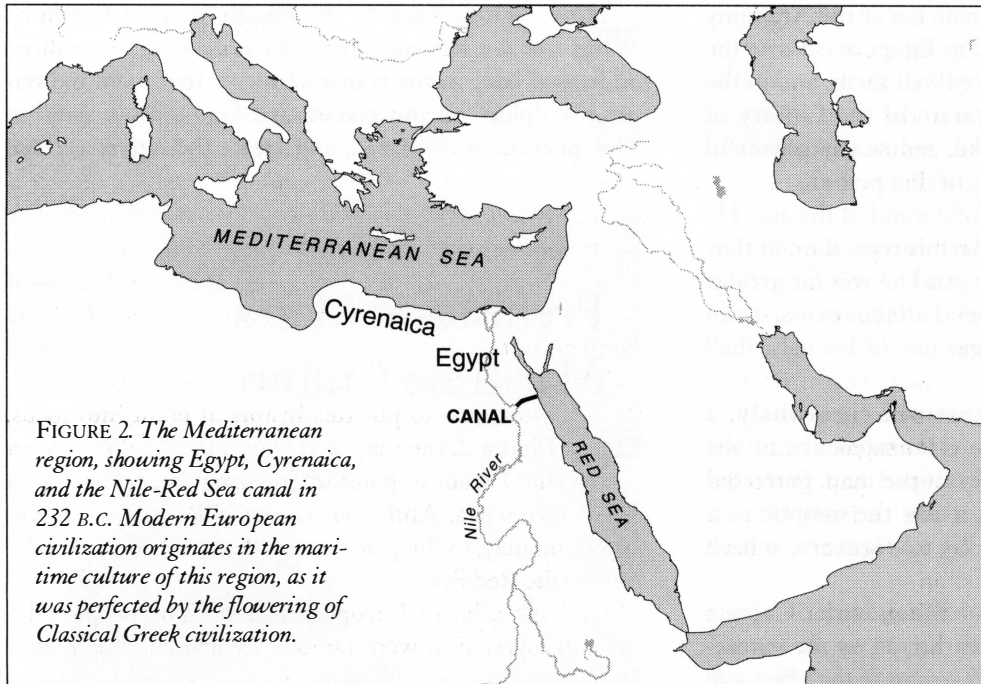 MEDITERRANEAN SEA
Cyrenaica
Egypt
CANAL
RED SEA
Nile River
FIGURE 2. The Mediterranean
region, showing Egypt, Cyrenaica,
and the Nile-Red Sea canal in
232 B.C. Modern European
civilization originates in the mari-
time culture of this region, as it
was perfected by the flowering of
Classical Greek civilization.